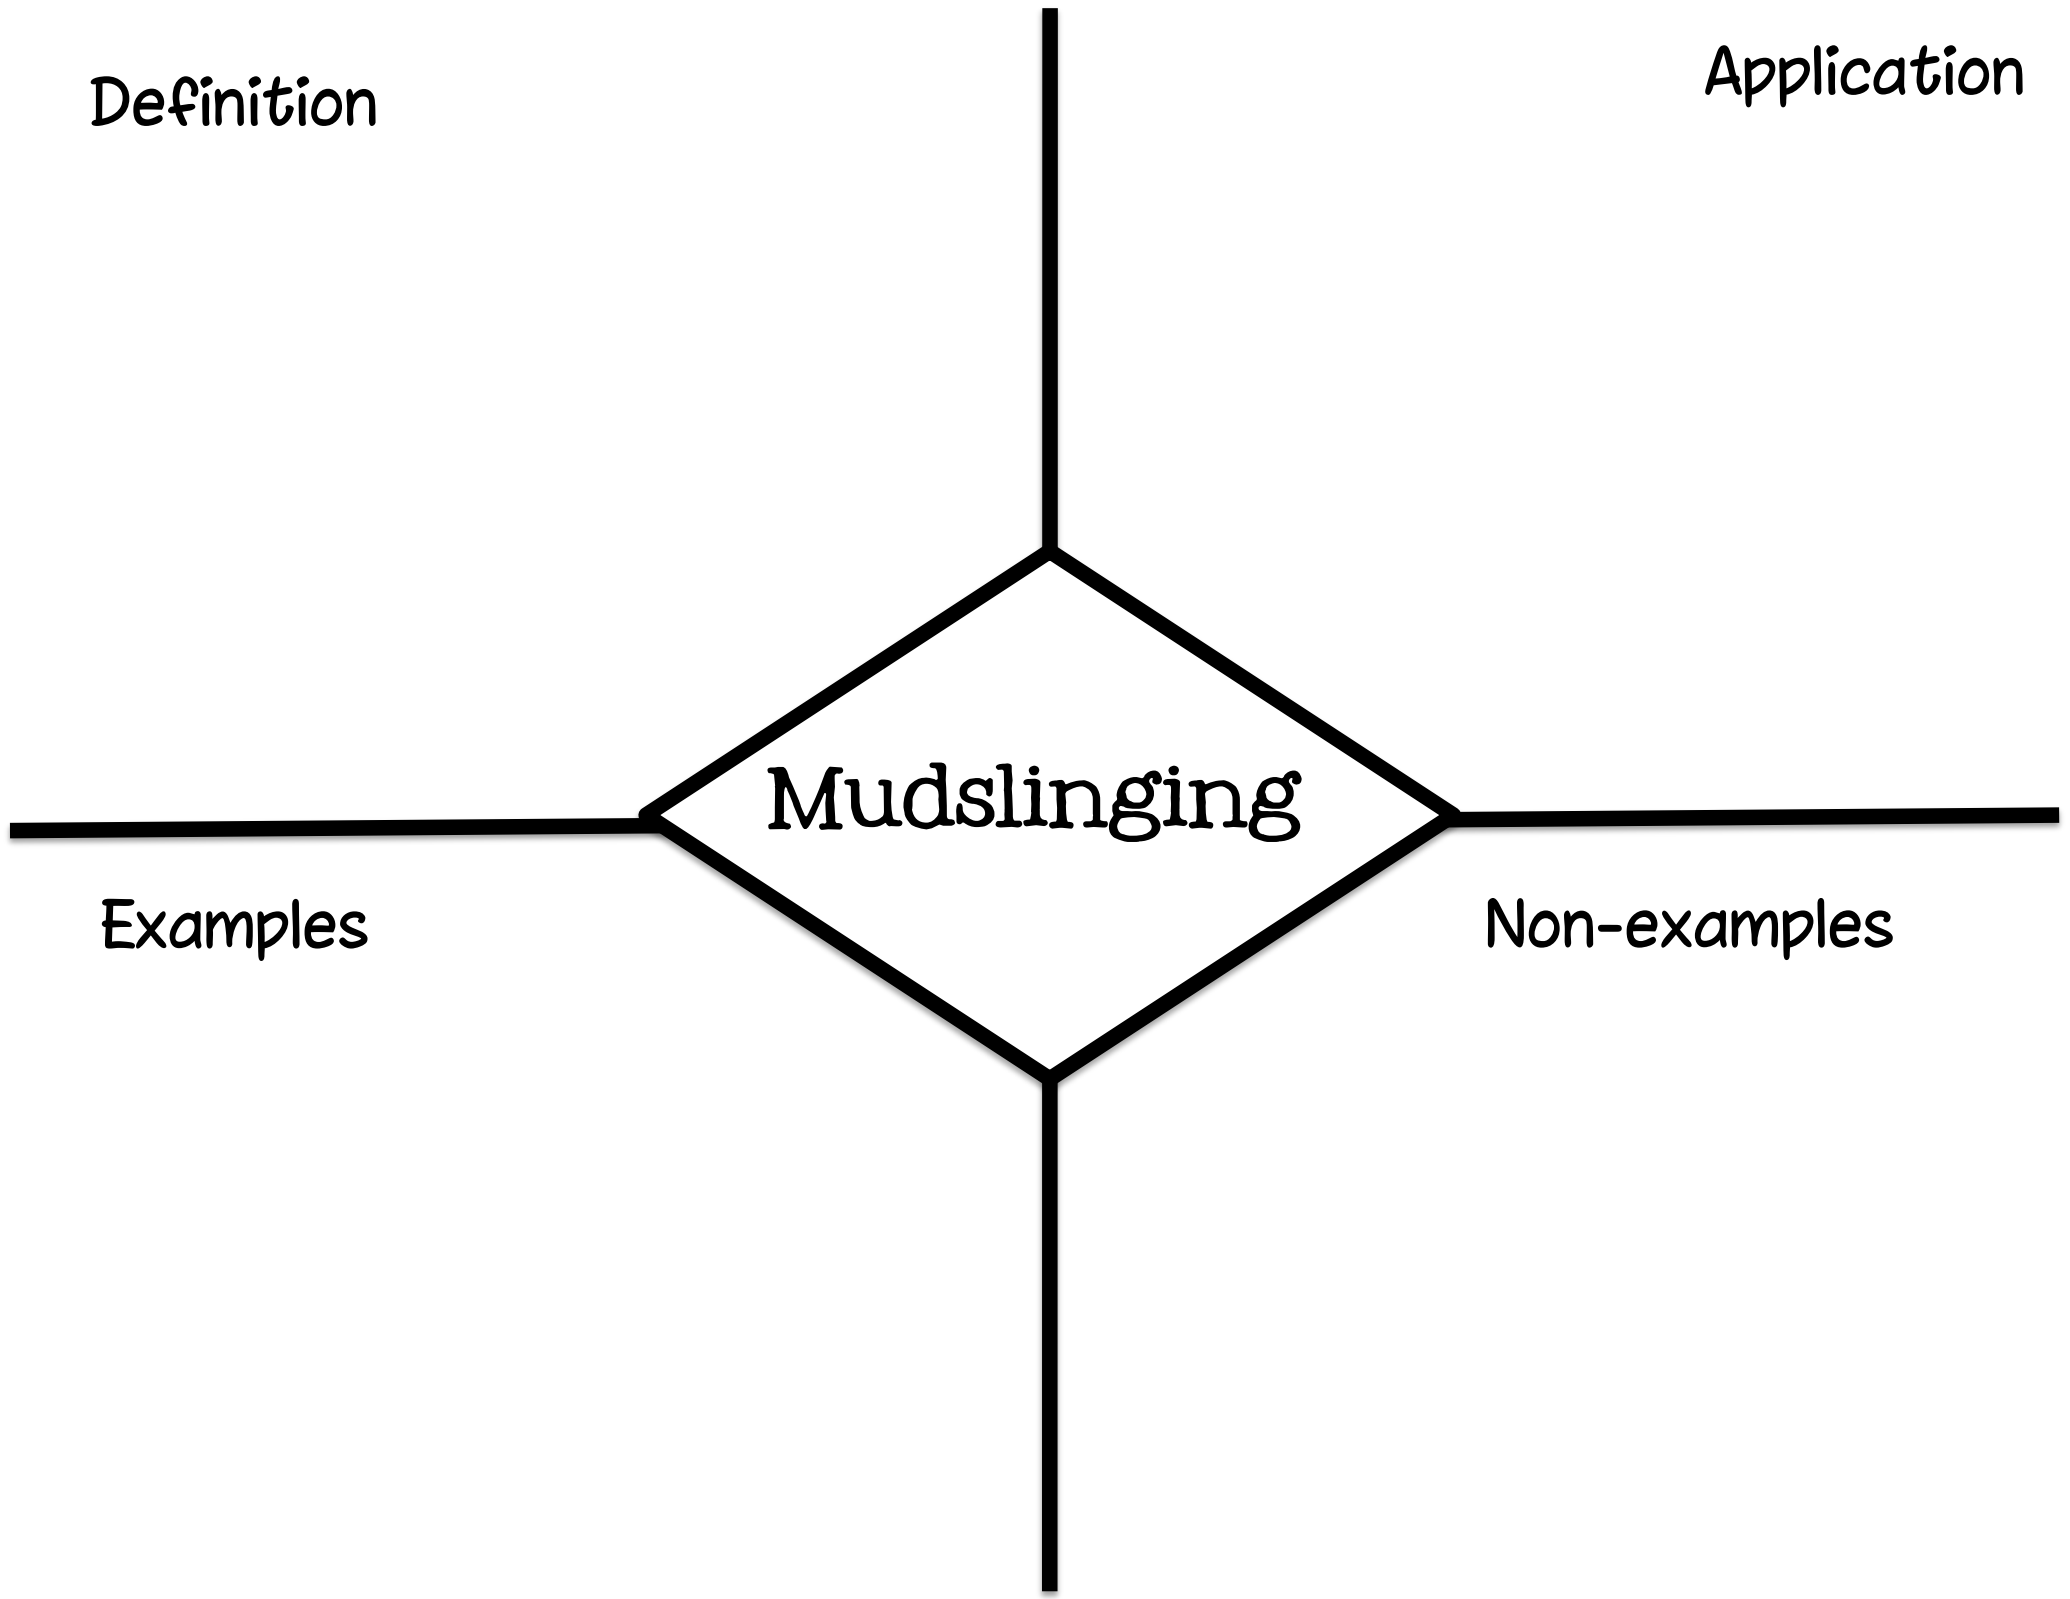 Definition
Application
Mudslinging
Examples
Non-examples